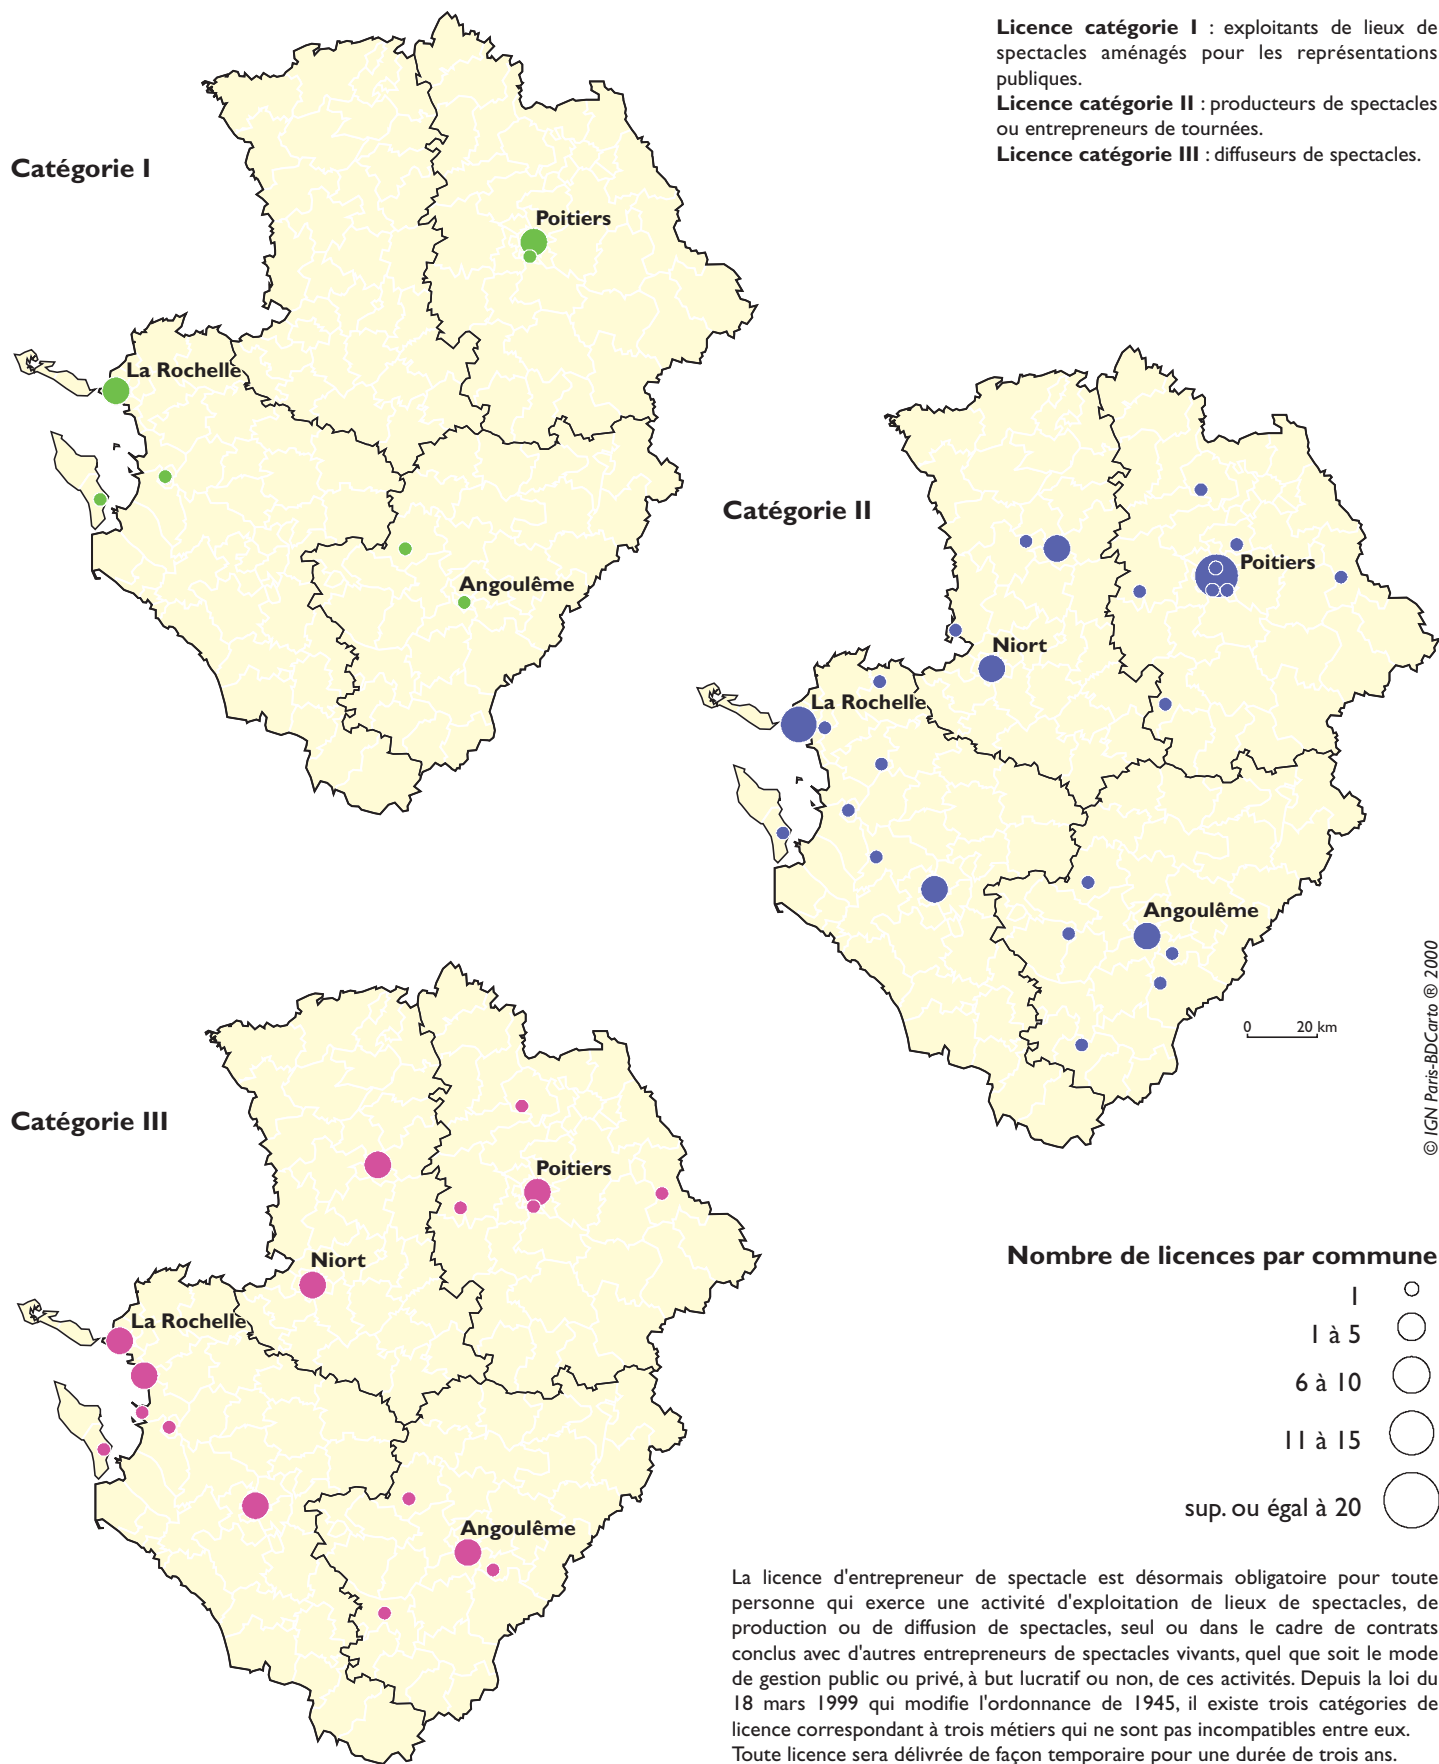 Licence catégorie I : exploitants de lieux de
spectacles aménagés pour les représentations
publiques.
Licence catégorie II : producteurs de spectacles
ou entrepreneurs de tournées.
Licence catégorie III : diffuseurs de spectacles.
Catégorie I
Poitiers
La Rochelle
Angoulême
Catégorie II
Poitiers
Niort
La Rochelle
Angoulême
0 20 km
© IGN Paris-BDCarto ® 2000
Catégorie III
Poitiers
Niort
La Rochelle
Angoulême
Nombre de licences par commune
1
1 à 5
6 à 10
11 à 15
sup. ou égal à 20
La licence d'entrepreneur de spectacle est désormais obligatoire pour toute
personne qui exerce une activité d'exploitation de lieux de spectacles, de
production ou de diffusion de spectacles, seul ou dans le cadre de contrats
conclus avec d'autres entrepreneurs de spectacles vivants, quel que soit le mode
de gestion public ou privé, à but lucratif ou non, de ces activités. Depuis la loi du
18 mars 1999 qui modifie l'ordonnance de 1945, il existe trois catégories de
licence correspondant à trois métiers qui ne sont pas incompatibles entre eux.
Toute licence sera délivrée de façon temporaire pour une durée de trois ans.